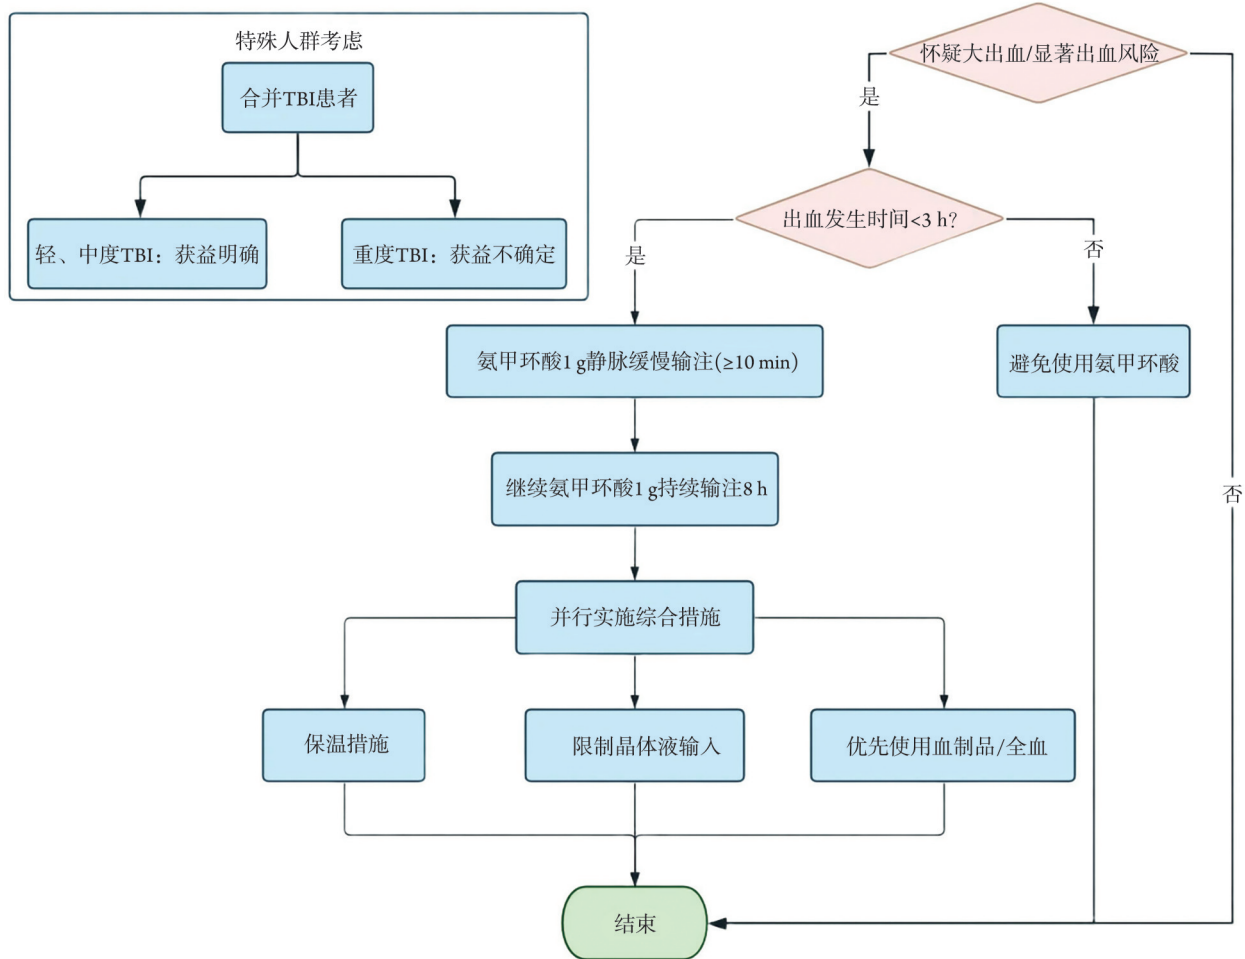 特殊人群考虑
合并TBI患者
轻、中度TBI：获益明确
重度TBI：获益不确定
怀疑大出血/显著出血风险
是
否
出血发生时间<3 h?
是
否
氨甲环酸1 g静脉缓慢输注(≥10 min)
避免使用氨甲环酸
继续氨甲环酸1 g持续输注8 h
并行实施综合措施
保温措施
限制晶体液输入
优先使用血制品/全血
结束